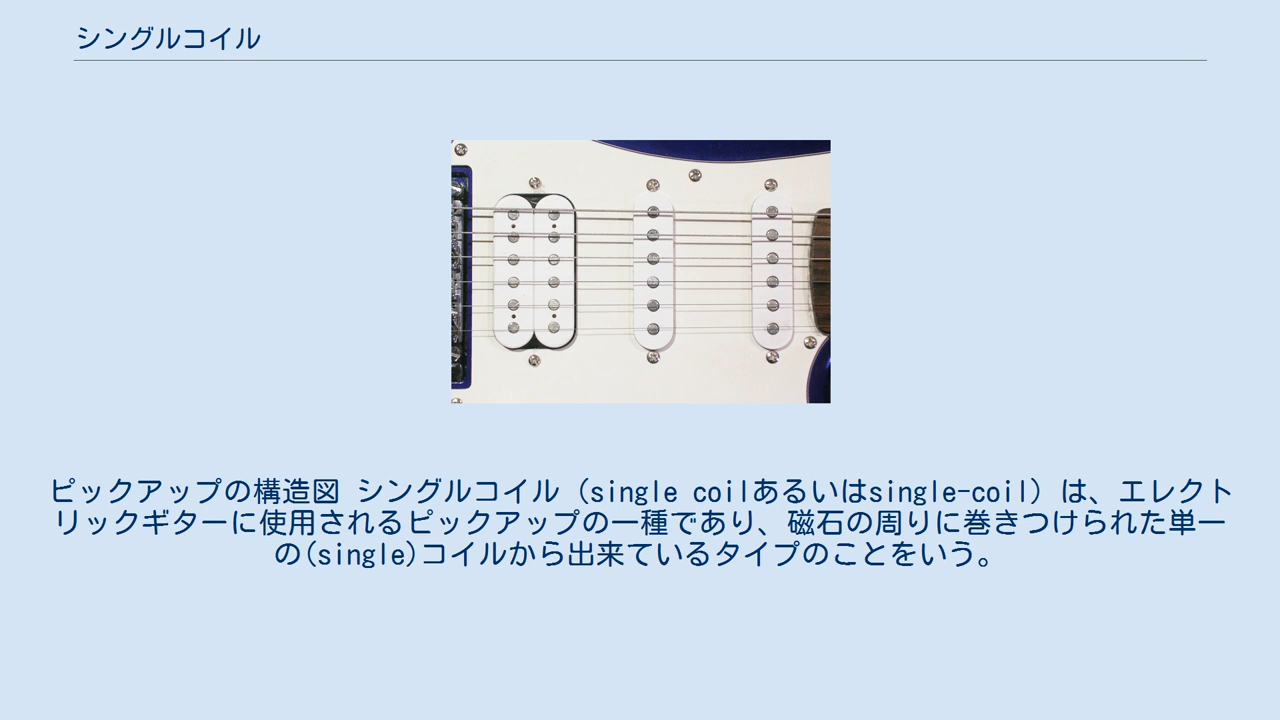 シングルコイル
ピックアップの構造図 シングルコイル（single coilあるいはsingle-coil）は、エレクト
リックギターに使用されるピックアップの一種であり、磁石の周りに巻きつけられた単一
の(single)コイルから出来ているタイプのことをいう。